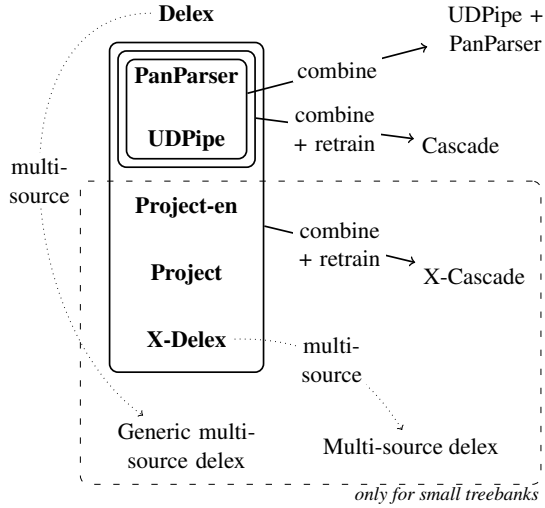 Delex
UDPipe +
PanParser
PanParser
combine
UDPipe
combine
+ retrain
Cascade
multi-
source
Project-en
combine
+ retrain
X-Cascade
Project
X-Delex
multi-
source
Generic multi-
source delex
Multi-source delex
only for small treebanks